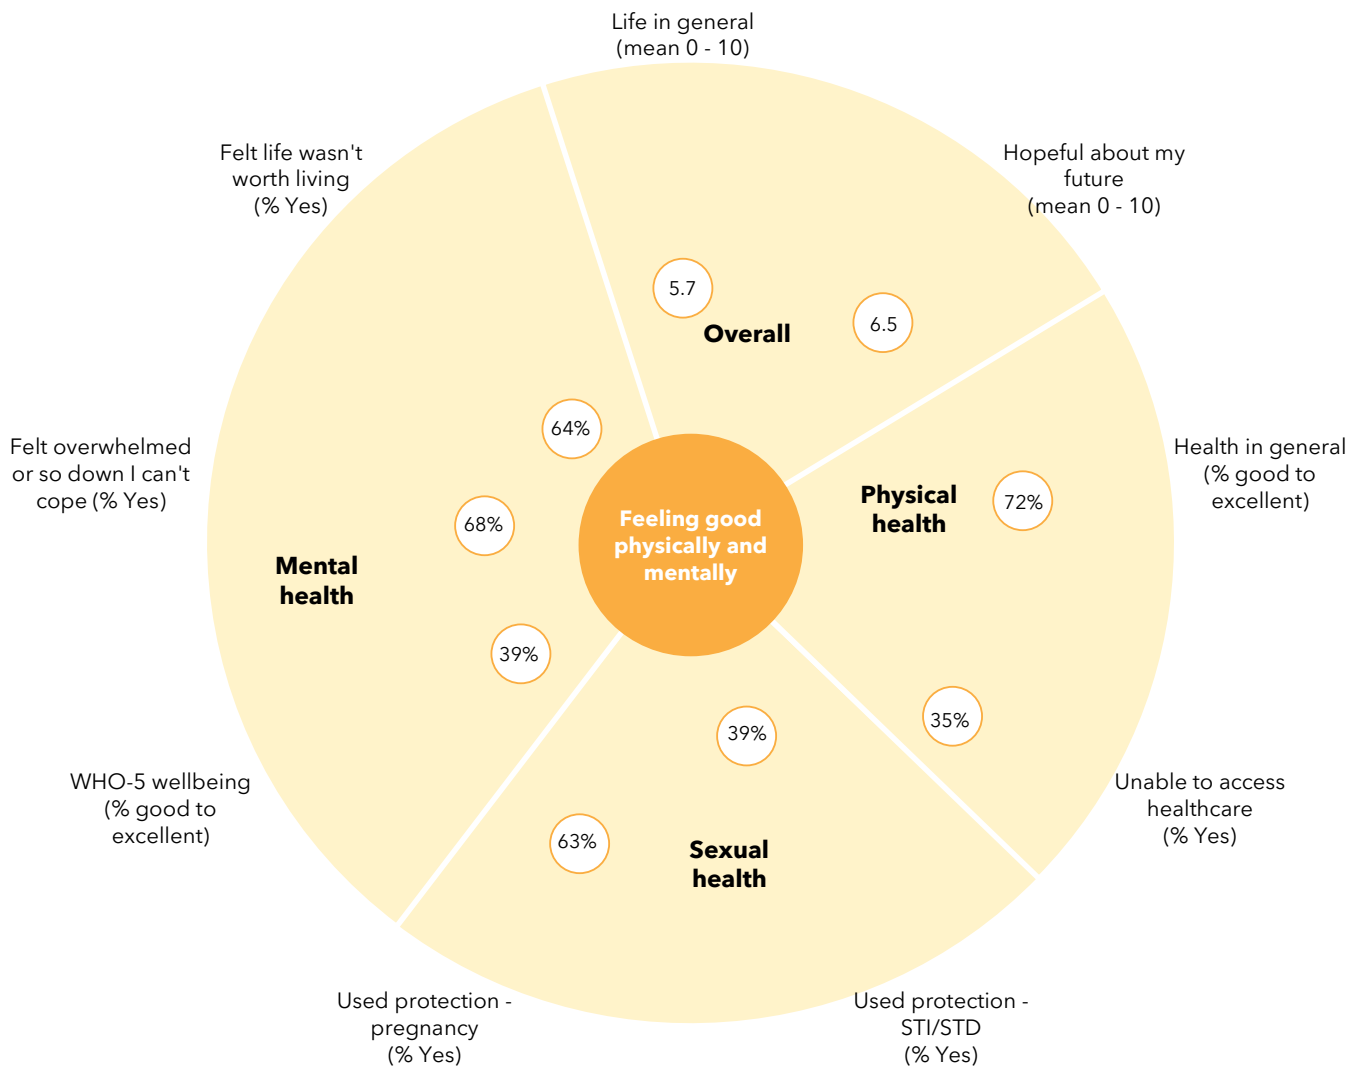 Life in general
(mean 0 - 10)
Hopeful about my
future
(mean 0 - 10)
Felt life wasn't
worth living
(% Yes)
5.7
6.5
Overall
64%
Felt overwhelmed
or so down I can't
cope (% Yes)
68%
Mental
health
39%
Feeling good
physically and
mentally
Physical
health
72%
Health in general
(% good to
excellent)
35%
Unable to access
healthcare
(% Yes)
WHO-5 wellbeing
(% good to
excellent)
39%
63%
Sexual
health
Used protection -
pregnancy
(% Yes)
Used protection -
STI/STD
(% Yes)